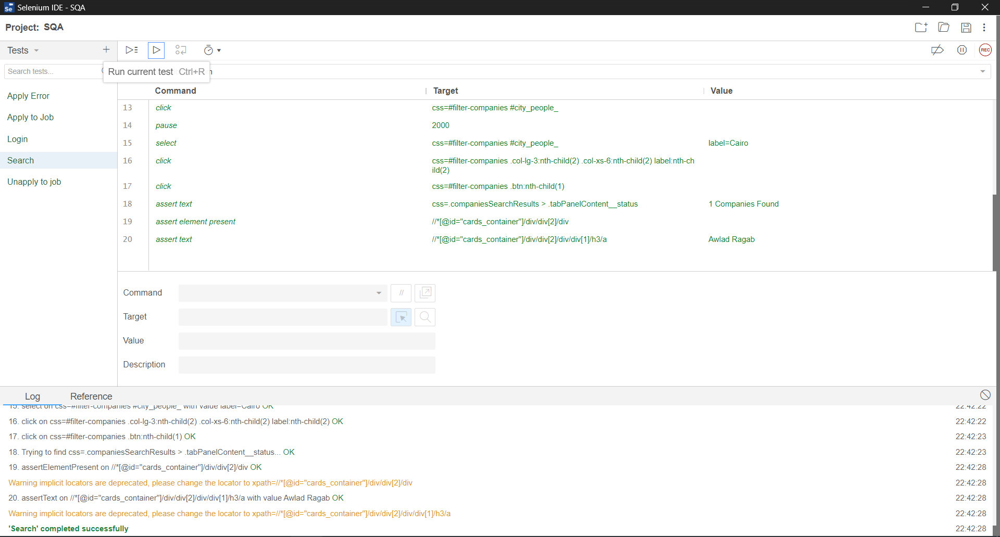 Selenium IDE - SQA
Project: SQA
Tests
Search tests...
Run current test Ctrl+R
Command Target Value
Apply Error
Apply to Job
Login
Search
Unapply to job
13 click css=#filter-companies #city_people_
14 pause 2000
15 select css=#filter-companies #city_people_ label=Cairo
16 click css=#filter-companies .col-lg-3:nth-child(2) .col-xs-6:nth-child(2) label:nth-ch
ild(2)
17 click css=#filter-companies .btn:nth-child(1)
18 assert text css=.companiesSearchResults > .tabPanelContent__status 1 Companies Found
19 assert element present //*[@id="cards_container"]/div/div[2]/div
20 assert text //*[@id="cards_container"]/div/div[2]/div/div[1]/h3/a Awlad Ragab
Command //
Target
Value
Description
Log Reference
15. select on css=#filter-companies #city_people_ with value label=Cairo OK 22:42:22
16. click on css=#filter-companies .col-lg-3:nth-child(2) .col-xs-6:nth-child(2) label:nth-child(2) OK 22:42:22
17. click on css=#filter-companies .btn:nth-child(1) OK 22:42:23
18. Trying to find css=.companiesSearchResults > .tabPanelContent__status... OK 22:42:23
19. assertElementPresent on //*[@id="cards_container"]/div/div[2]/div OK 22:42:28
Warning implicit locators are deprecated, please change the locator to xpath=//*[@id="cards_container"]/div/div[2]/div 22:42:28
20. assertText on //*[@id="cards_container"]/div/div[2]/div/div[1]/h3/a with value Awlad Ragab OK 22:42:28
Warning implicit locators are deprecated, please change the locator to xpath=//*[@id="cards_container"]/div/div[2]/div/div[1]/h3/a 22:42:28
'Search' completed successfully 22:42:28
Se
REC